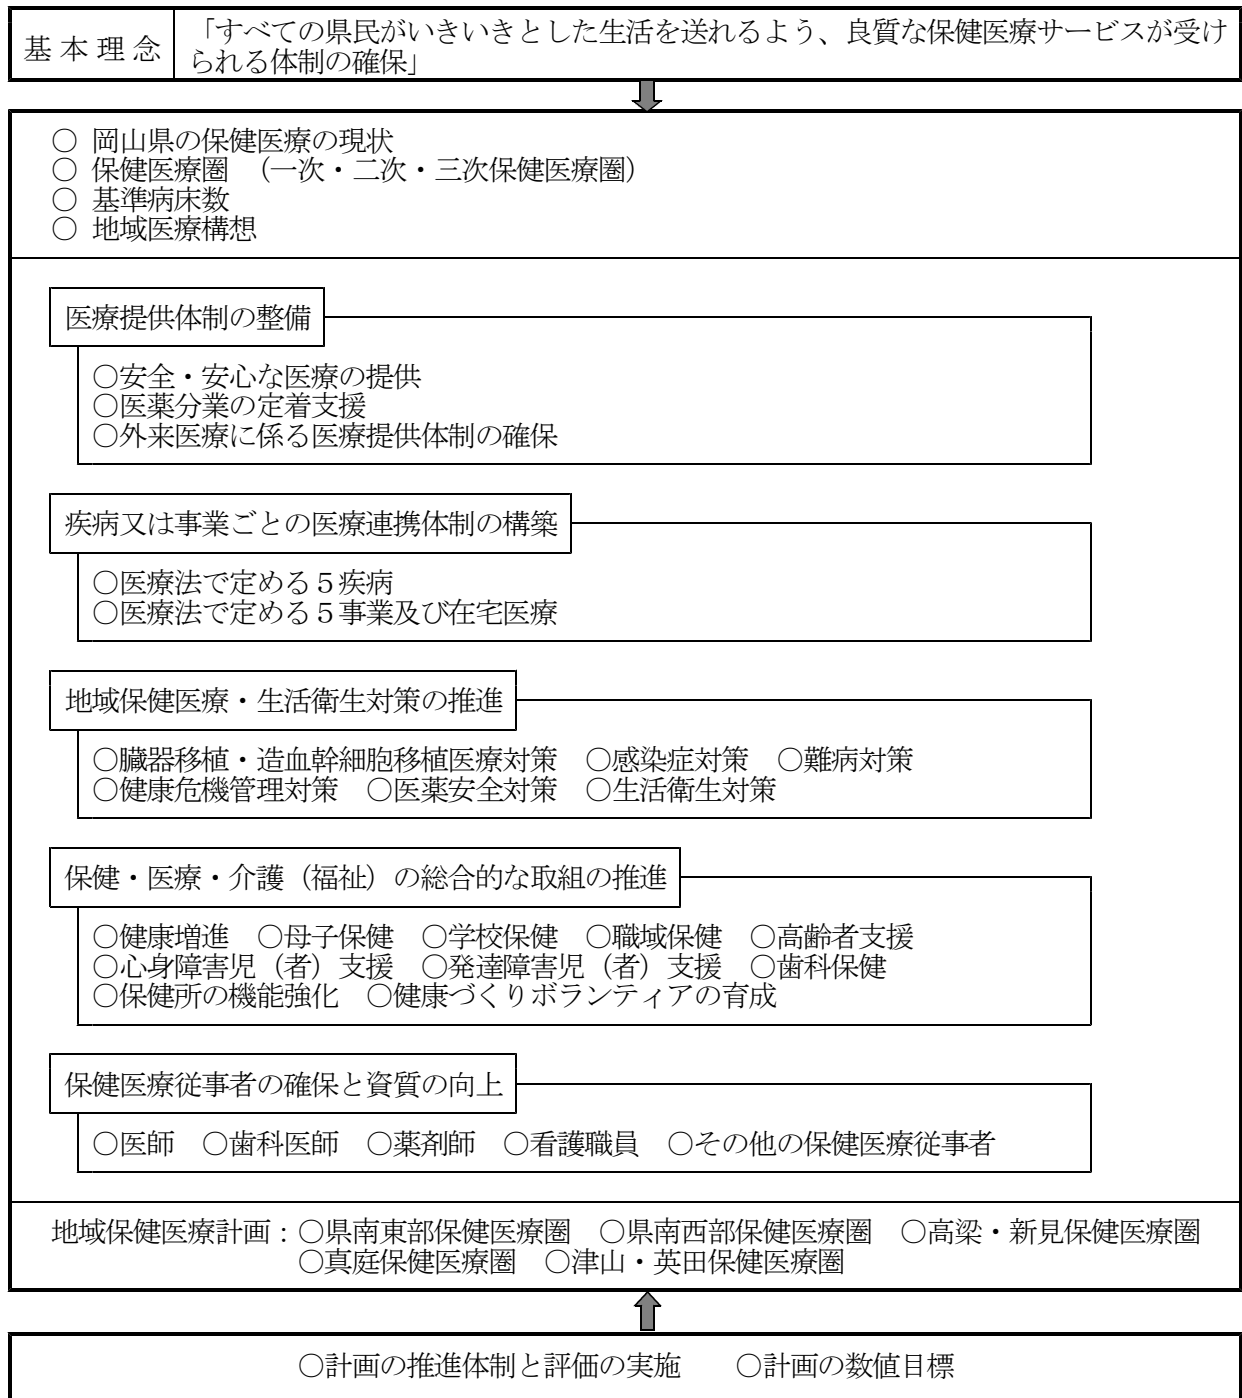 基本理念
「すべての県民がいきいきとした生活を送れるよう、良質な保健医療サービスが受け
られる体制の確保」
○ 岡山県の保健医療の現状
○ 保健医療圏 (一次・二次・三次保健医療圏)
○ 基準病床数
○ 地域医療構想
医療提供体制の整備
○安全・安心な医療の提供
○医薬分業の定着支援
○外来医療に係る医療提供体制の確保
疾病又は事業ごとの医療連携体制の構築
○医療法で定める5疾病
○医療法で定める5事業及び在宅医療
地域保健医療・生活衛生対策の推進
○臓器移植・造血幹細胞移植医療対策 ○感染症対策 ○難病対策
○健康危機管理対策 ○医薬安全対策 ○生活衛生対策
保健・医療・介護(福祉)の総合的な取組の推進
○健康増進 ○母子保健 ○学校保健 ○職域保健 ○高齢者支援
○心身障害児(者)支援 ○発達障害児(者)支援 ○歯科保健
○保健所の機能強化 ○健康づくりボランティアの育成
保健医療従事者の確保と資質の向上
○医師 ○歯科医師 ○薬剤師 ○看護職員 ○その他の保健医療従事者
地域保健医療計画:○県南東部保健医療圏 ○県南西部保健医療圏 ○高梁・新見保健医療圏
○真庭保健医療圏 ○津山・英田保健医療圏
○計画の推進体制と評価の実施 ○計画の数値目標